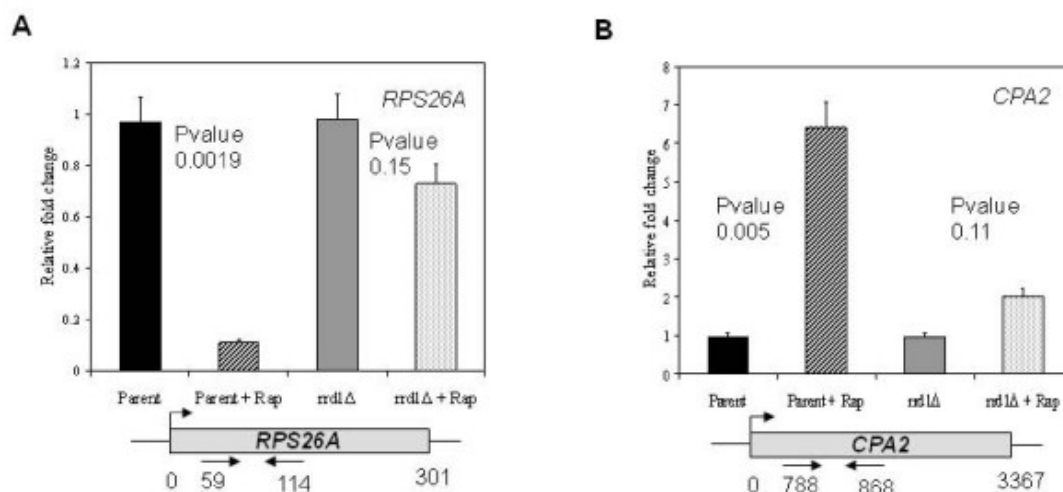 A
Relative fold change
1.2
1
0.8
0.6
0.4
0.2
0
RPS26A
Pvalue
0.0019
Pvalue
0.15
Parent
Parent + Rap
rrd1Δ
rrd1Δ + Rap
RPS26A
0
59
114
301
B
Relative fold change
8
7
6
5
4
3
2
1
0
CPA2
Pvalue
0.005
Pvalue
0.11
Parent
Parent + Rap
rrd1Δ
rrd1Δ + Rap
CPA2
0
788
868
3367